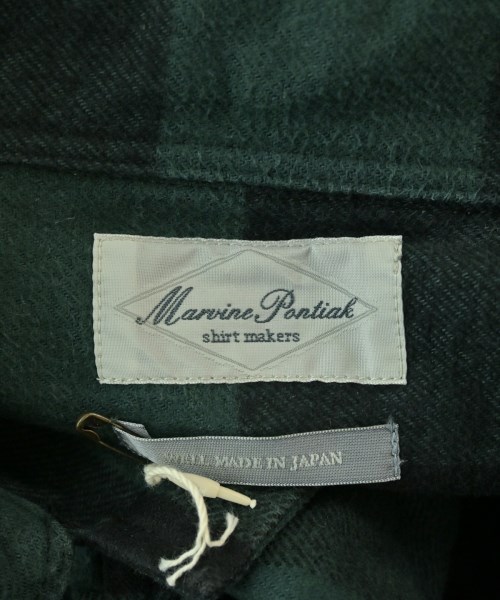 Marvine Pontiak
shirt makers
WELL MADE IN JAPAN